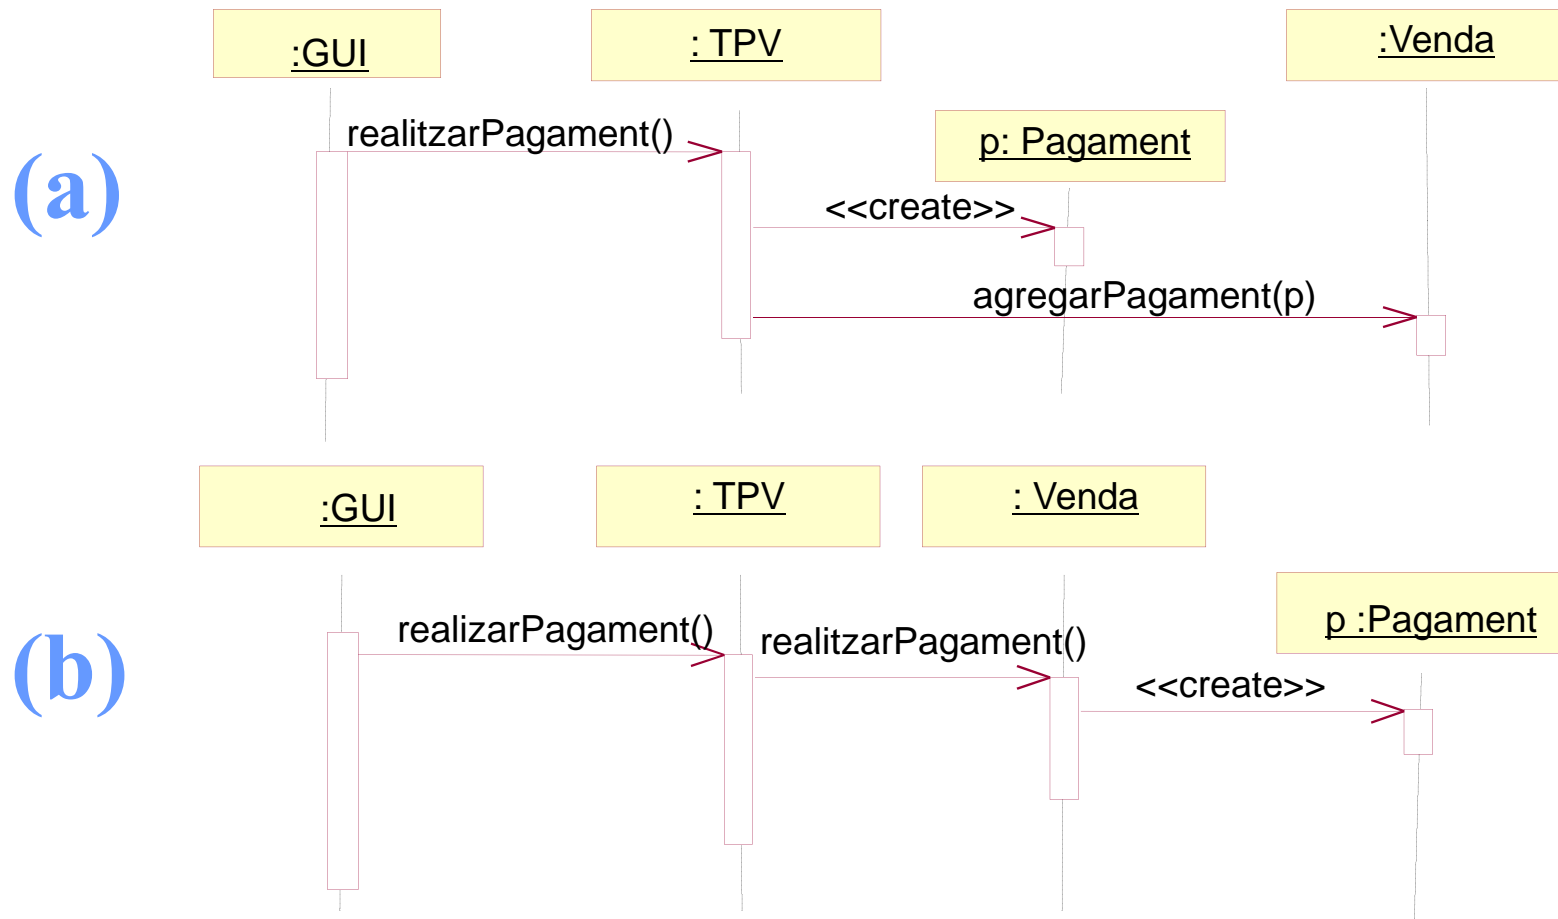 :GUI
: TPV
:Venda
realitzarPagament()
p: Pagament
(a)
<<create>>
agregarPagament(p)
:GUI
: TPV
: Venda
p :Pagament
realizarPagament()
realitzarPagament()
(b)
<<create>>